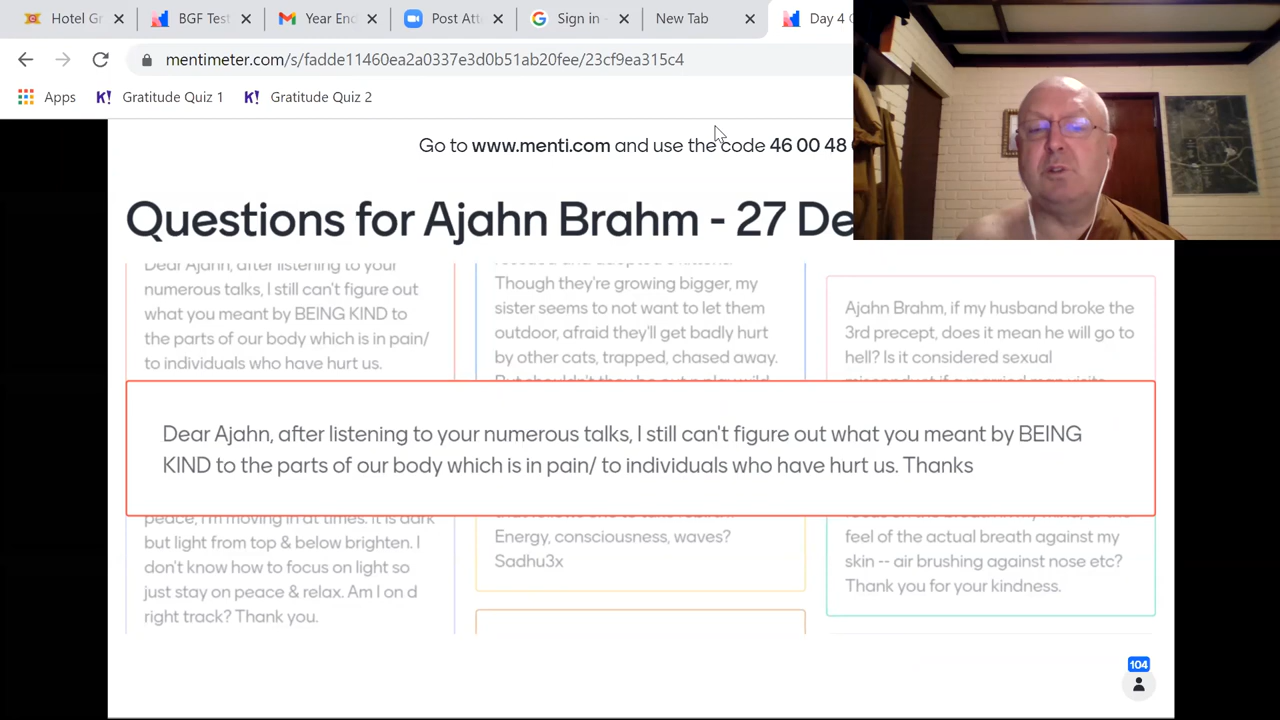 Hotel Gr
BGF Test
Year End
Post Att
Sign in -
New Tab
Day 4
mentimeter.com/s/fadde11460ea2a0337e3d0b51ab20fee/23cf9ea315c4
Apps
K! Gratitude Quiz 1
K! Gratitude Quiz 2
Go to www.menti.com and use the code 46 00 48
Questions for Ajahn Brahm - 27 De
Dear Ajahn, after listening to your
numerous talks, I still can't figure out
what you meant by BEING KIND to
the parts of our body which is in pain/
to individuals who have hurt us.
Though they're growing bigger, my
sister seems to not want to let them
outdoor, afraid they'll get badly hurt
by other cats, trapped, chased away.
Ajahn Brahm, if my husband broke the
3rd precept, does it mean he will go to
hell? Is it considered sexual
Dear Ajahn, after listening to your numerous talks, I still can't figure out what you meant by BEING
KIND to the parts of our body which is in pain/ to individuals who have hurt us. Thanks
peace, I'm moving in at times. It is dark
but light from top & below brighten. I
don't know how to focus on light so
just stay on peace & relax. Am I on d
right track? Thank you.
Energy, consciousness, waves?
Sadhu3x
feel of the actual breath against my
skin -- air brushing against nose etc?
Thank you for your kindness.
104